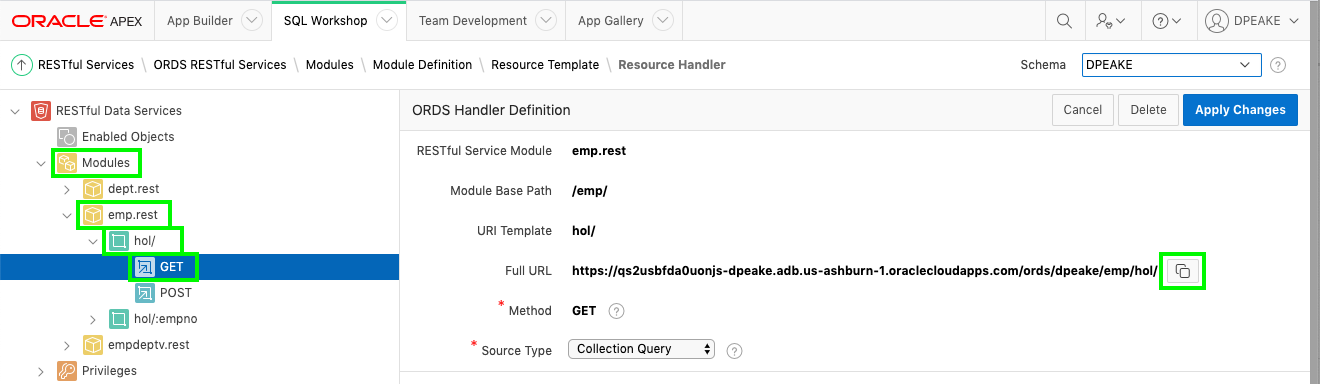 ORACLE APEX App Builder SQL Workshop Team Development App Gallery DPEAKE
RESTful Services \ ORDS RESTful Services \ Modules \ Module Definition \ Resource Template \ Resource Handler Schema DPEAKE
RESTful Data Services
Enabled Objects
Modules
dept.rest
emp.rest
hol/
GET
POST
hol/:empno
empdeptv.rest
Privileges
ORDS Handler Definition Cancel Delete Apply Changes
RESTful Service Module emp.rest
Module Base Path /emp/
URI Template hol/
Full URL https://qs2usbfda0uonjs-dpeake.adb.us-ashburn-1.oraclecloudapps.com/ords/dpeake/emp/hol/
* Method GET ?
* Source Type Collection Query ?